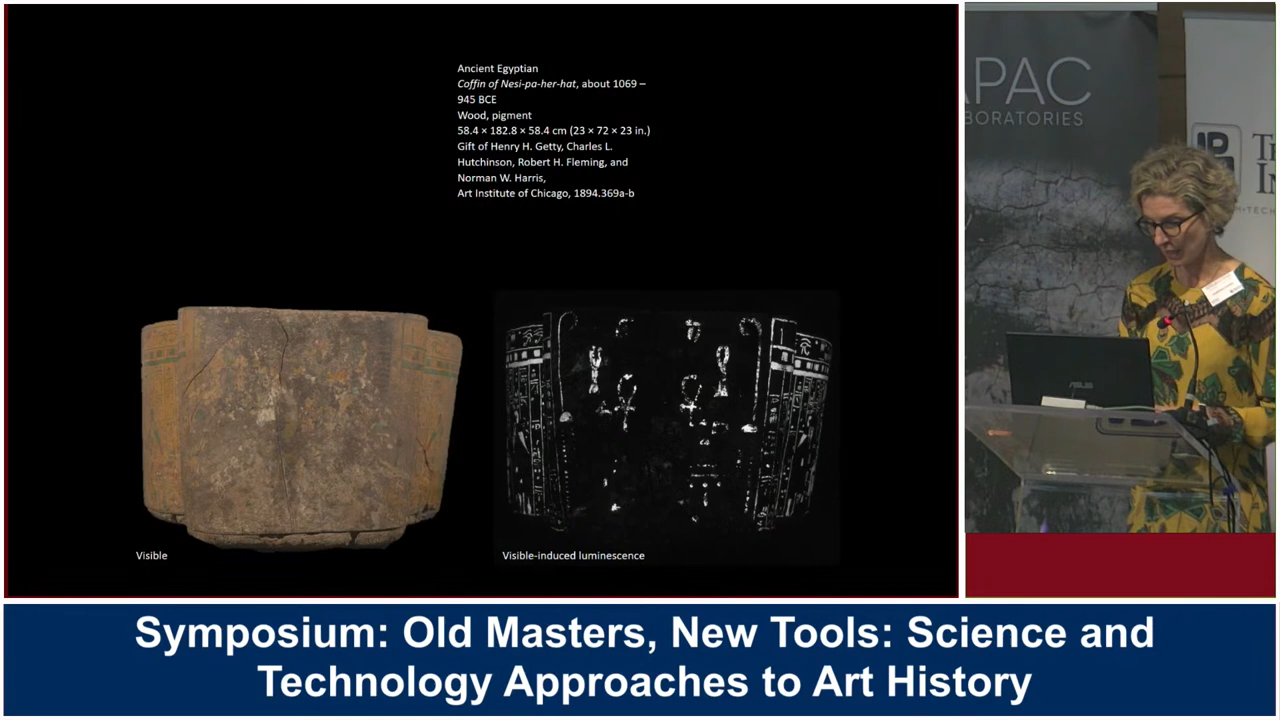 Ancient Egyptian
Coffin of Nesi-pa-her-hat, about 1069 –
945 BCE
Wood, pigment
58.4 × 182.8 × 58.4 cm (23 × 72 × 23 in.)
Gift of Henry H. Getty, Charles L.
Hutchinson, Robert H. Fleming, and
Norman W. Harris,
Art Institute of Chicago, 1894.369a-b
Visible
Visible-induced luminescence
APAC
BORATORIES
ASUS
Symposium: Old Masters, New Tools: Science and
Technology Approaches to Art History